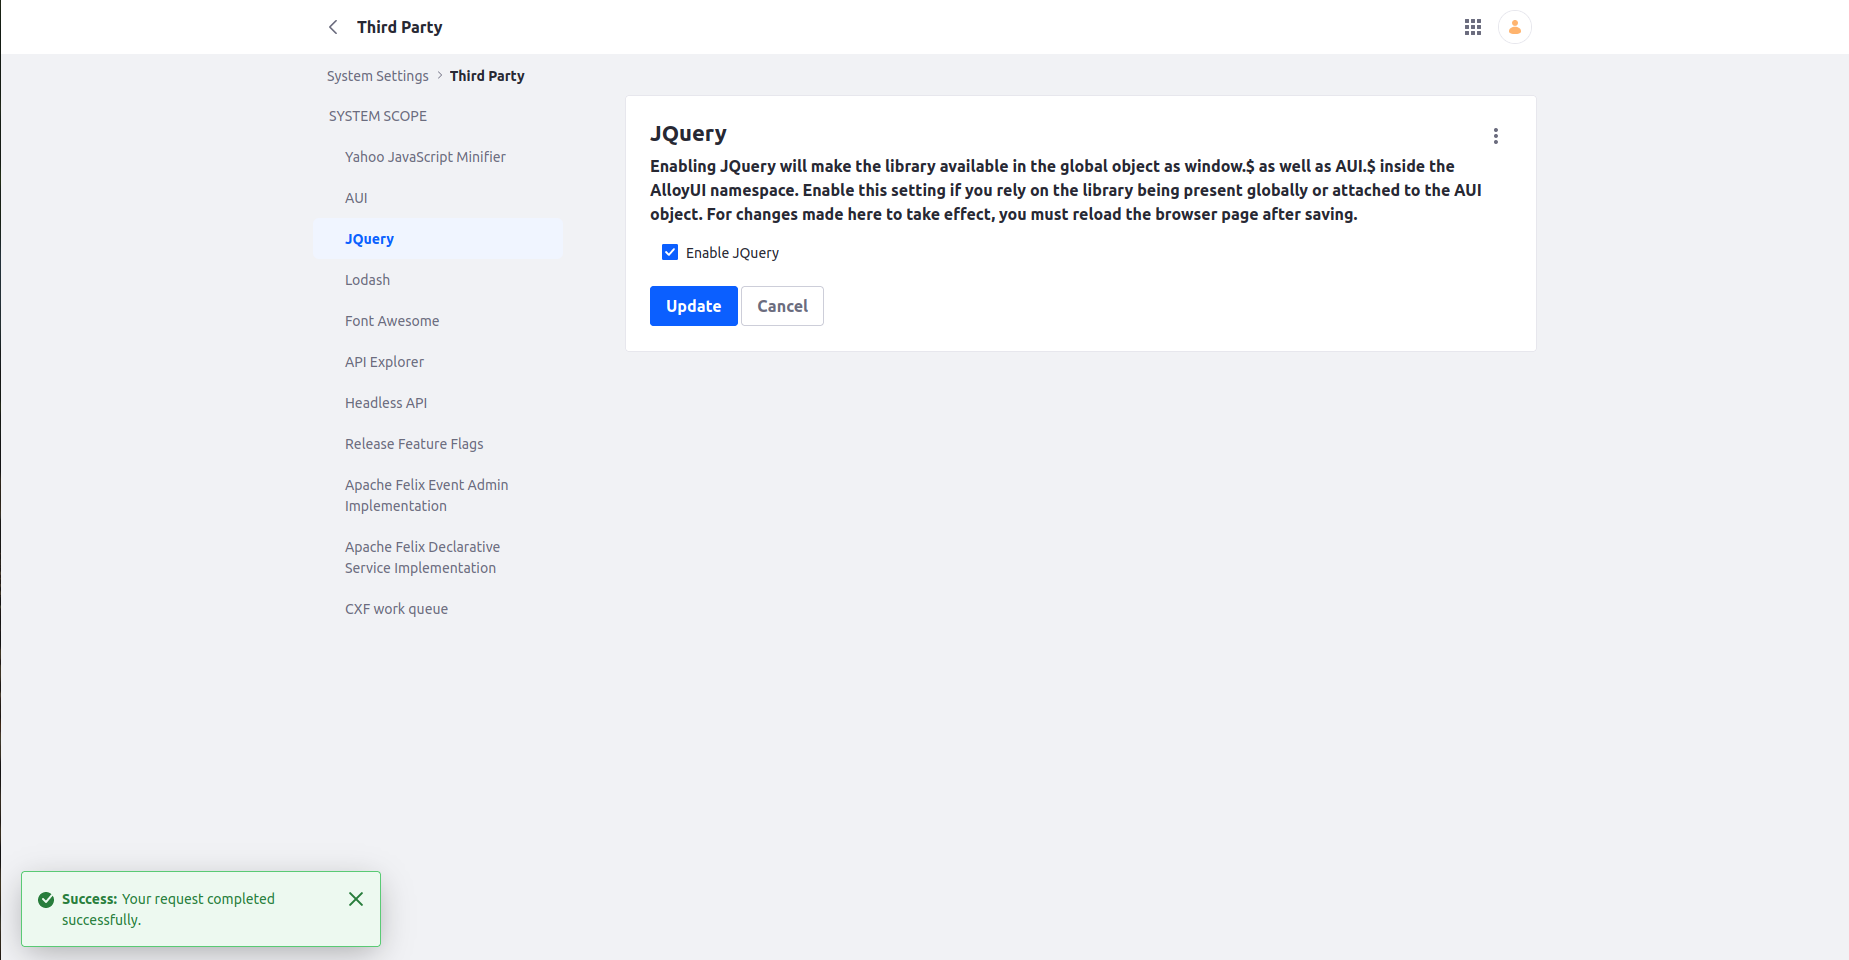 Third Party
System Settings
Third Party
SYSTEM SCOPE
Yahoo JavaScript Minifier
AUI
JQuery
Lodash
Font Awesome
API Explorer
Headless API
Release Feature Flags
Apache Felix Event Admin
Implementation
Apache Felix Declarative
Service Implementation
CXF work queue
JQuery
Enabling JQuery will make the library available in the global object as window.$ as well as AUI.$ inside the
AlloyUI namespace. Enable this setting if you rely on the library being present globally or attached to the AUI
object. For changes made here to take effect, you must reload the browser page after saving.
Enable JQuery
Update Cancel
Success: Your request completed
successfully.